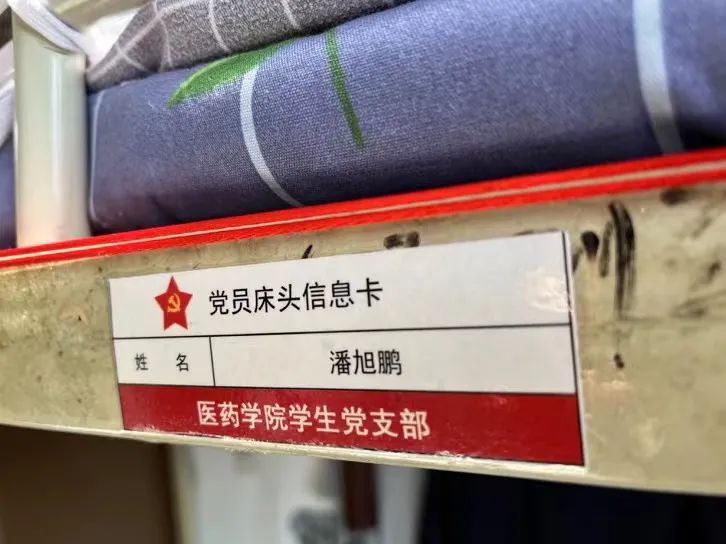 党员床头信息卡
姓 名 潘旭鹏
医药学院学生党支部